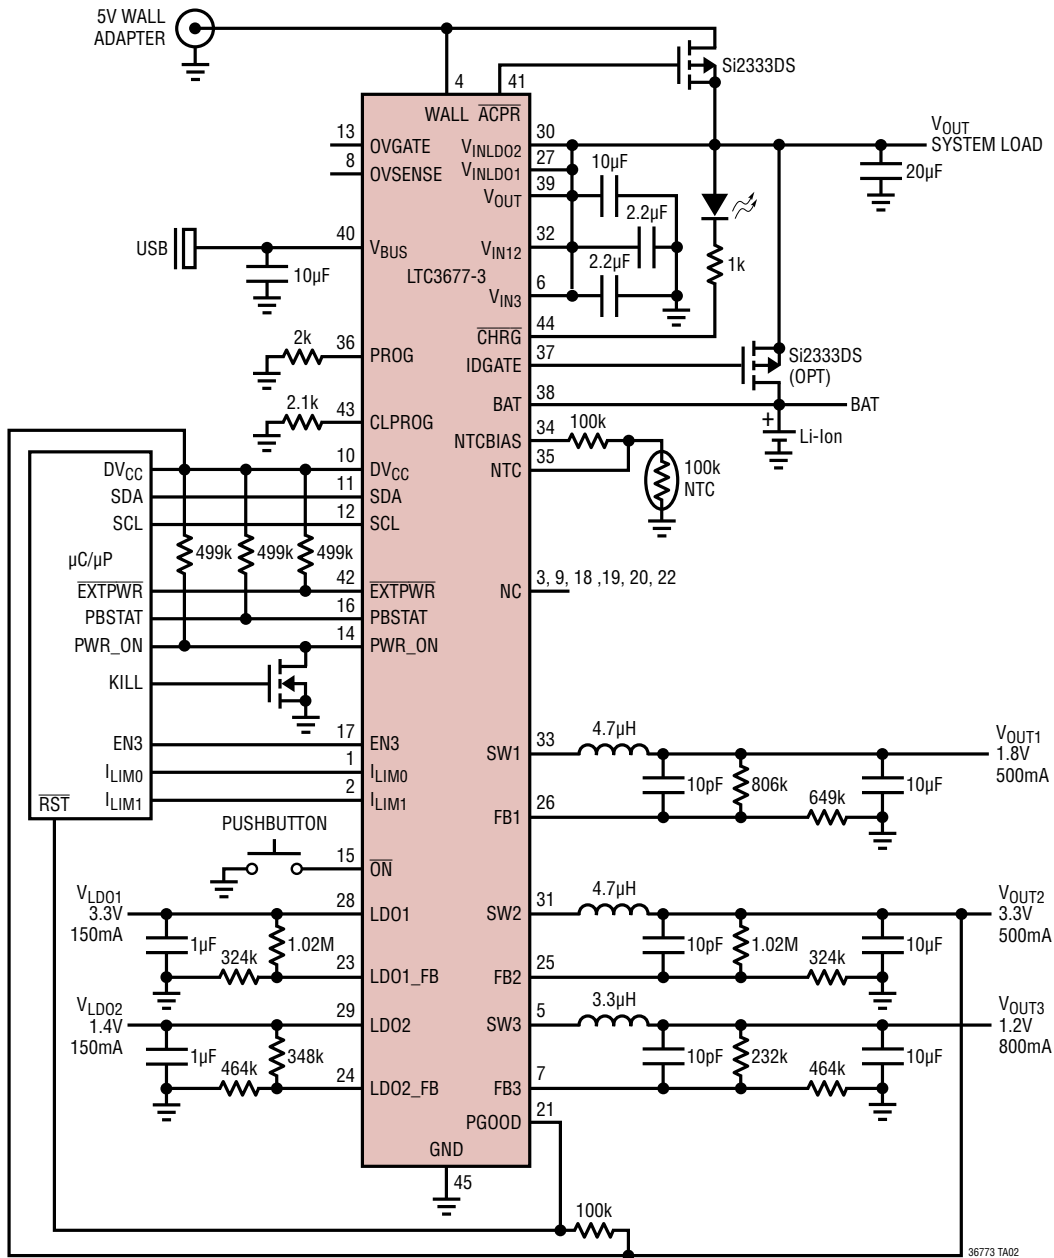 5V WALL
ADAPTER
4
41
Si2333DS
WALL
ACPR
13
OVGATE
8
OVSENSE
30
VINLDO2
27
VINLDO1
39
VOUT
10µF
2.2µF
VOUT
SYSTEM LOAD
20µF
USB
40
VBUS
10µF
LTC3677-3
32
VIN12
2.2µF
6
VIN3
1k
44
CHRG
2k
36
PROG
37
IDGATE
Si2333DS
(OPT)
38
BAT
BAT
2.1k
43
CLPROG
+
Li-Ion
34
NTCBIAS
100k
35
NTC
100k
NTC
DVCC
10
DVCC
SDA
11
SDA
SCL
12
SCL
µC/µP
499k
499k
499k
EXTPWR
42
EXTPWR
NC
3, 9, 18 ,19, 20, 22
PBSTAT
16
PBSTAT
PWR_ON
14
PWR_ON
KILL
EN3
17
EN3
ILIM0
1
ILIM0
ILIM1
2
ILIM1
RST
SW1
33
4.7µH
VOUT1
1.8V
500mA
10pF
806k
10µF
649k
FB1
26
PUSHBUTTON
15
ON
VLDO1
3.3V
150mA
28
LDO1
1µF
1.02M
324k
23
LDO1_FB
SW2
31
4.7µH
VOUT2
3.3V
500mA
10pF
1.02M
10µF
324k
FB2
25
VLDO2
1.4V
150mA
29
LDO2
1µF
348k
464k
24
LDO2_FB
SW3
5
3.3µH
VOUT3
1.2V
800mA
10pF
232k
10µF
464k
FB3
7
PGOOD
21
GND
45
100k
36773 TA02